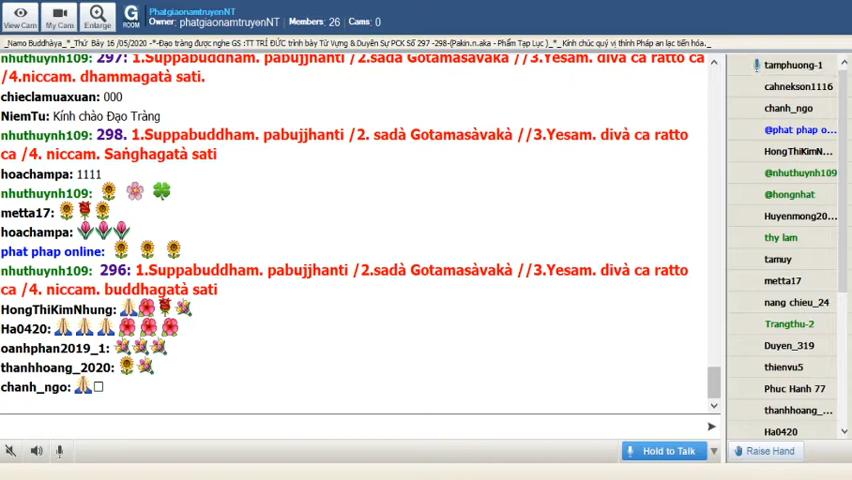 View Cam
My Cam
Enlarge
G
ROOM
PhatgiaonamtruyenNT
Owner: phatgiaonamtruyenNT Members: 26 Cams: 0
_Namo Buddhàya_*_Thứ Bảy 16 /05/2020 -*-Đạo tràng được nghe GS :TT TRÍ ĐỨC trình bày Từ Vựng & Duyên Sự PCK Số 297 -298-(Pakin.n.aka - Phẩm Tạp Lục )_*_Kính chúc quý vị thính Pháp an lạc tiến hóa._
nhuthuynh109: 297: 1.Suppabuddham. pabujjhanti /2.sadà Gotamasàvakà //3.Yesam. divà ca ratto ca
/4.niccam. dhammagatà sati.
chieclamuaxuan: 000
NiemTu: Kính chào Đạo Tràng
nhuthuynh109: 298. 1.Suppabuddham. pabujjhanti /2. sadà Gotamasàvakà //3.Yesam. divà ca ratto
ca /4. niccam. Saṅghagatà sati
hoachampa: 1111
nhuthuynh109:
metta17:
hoachampa:
phat phap online:
nhuthuynh109: 296: 1.Suppabuddham. pabujjhanti /2.sadà Gotamasàvakà //3.Yesam. divà ca ratto
ca /4. niccam. buddhagatà sati
HongThiKimNhung:
Ha0420:
oanhphan2019_1:
thanhhoang_2020:
chanh_ngo:
Hold to Talk
tamphuong-1
cahnekson1116
chanh_ngo
@phat phap o...
HongThiKimN...
@nhuthuynh109
@hongnhat
Huyenmong20...
thy lam
tamuy
metta17
nang chieu_24
Trangthu-2
Duyen_319
thienvu5
Phuc Hanh 77
thanhhoang_...
Ha0420
Raise Hand